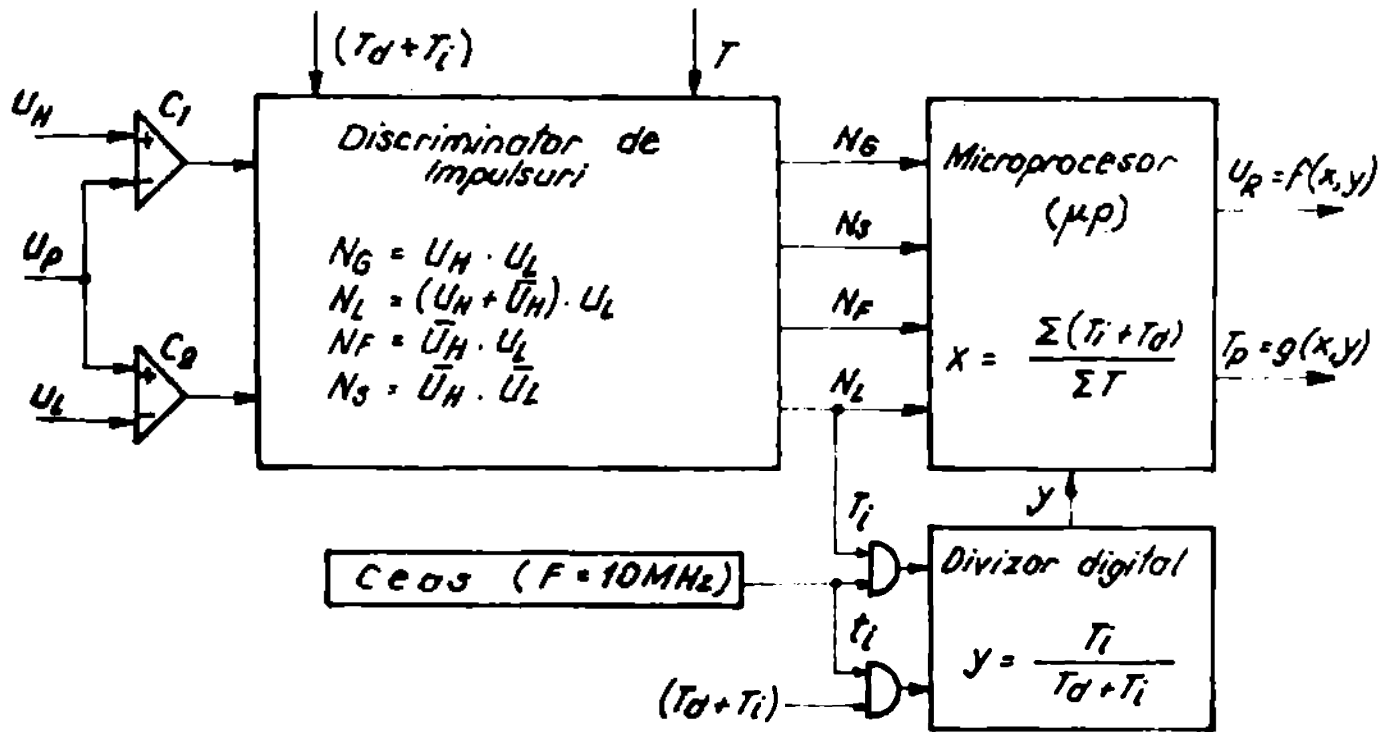 (Td+Ti)
T
UH
C1
+
-
UP
C2
+
-
UL
Discriminator de
Impulsuri
NG = UH · UL
NL = (UH + ŪH) · UL
NF = ŪH · UL
NS = ŪH · ŪL
NG
NS
NF
NL
Microprocesor
(μp)
x = Σ(Ti+Td) / ΣT
UR = f(x,y)
Tp = g(x,y)
y
Ti
Ceas (F = 10MHz)
ti
(Td+Ti)
Divizor digital
y = Ti / Td+Ti